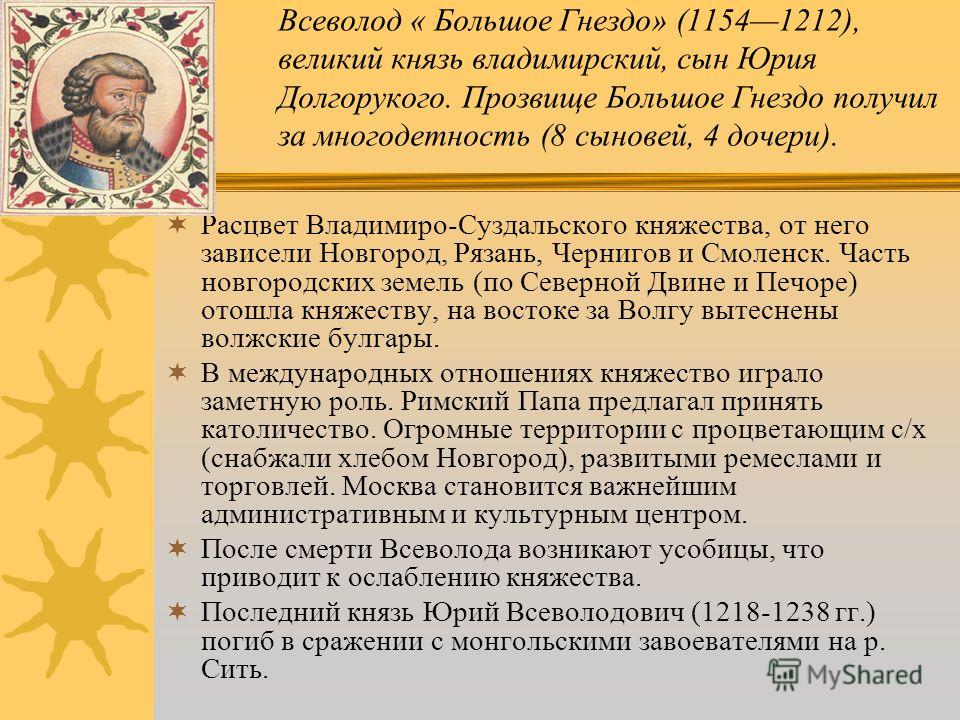 Всеволод « Большое Гнездо» (1154—1212),
великий князь владимирский, сын Юрия
Долгорукого. Прозвище Большое Гнездо получил
за многодетность (8 сыновей, 4 дочери).
Расцвет Владимиро-Суздальского княжества, от него
зависели Новгород, Рязань, Чернигов и Смоленск. Часть
новгородских земель (по Северной Двине и Печоре)
отошла княжеству, на востоке за Волгу вытеснены
волжские булгары.
В международных отношениях княжество играло
заметную роль. Римский Папа предлагал принять
католичество. Огромные территории с процветающим с/х
(снабжали хлебом Новгород), развитыми ремеслами и
торговлей. Москва становится важнейшим
административным и культурным центром.
После смерти Всеволода возникают усобицы, что
приводит к ослаблению княжества.
Последний князь Юрий Всеволодович (1218-1238 гг.)
погиб в сражении с монгольскими завоевателями на р.
Сить.
MyShared